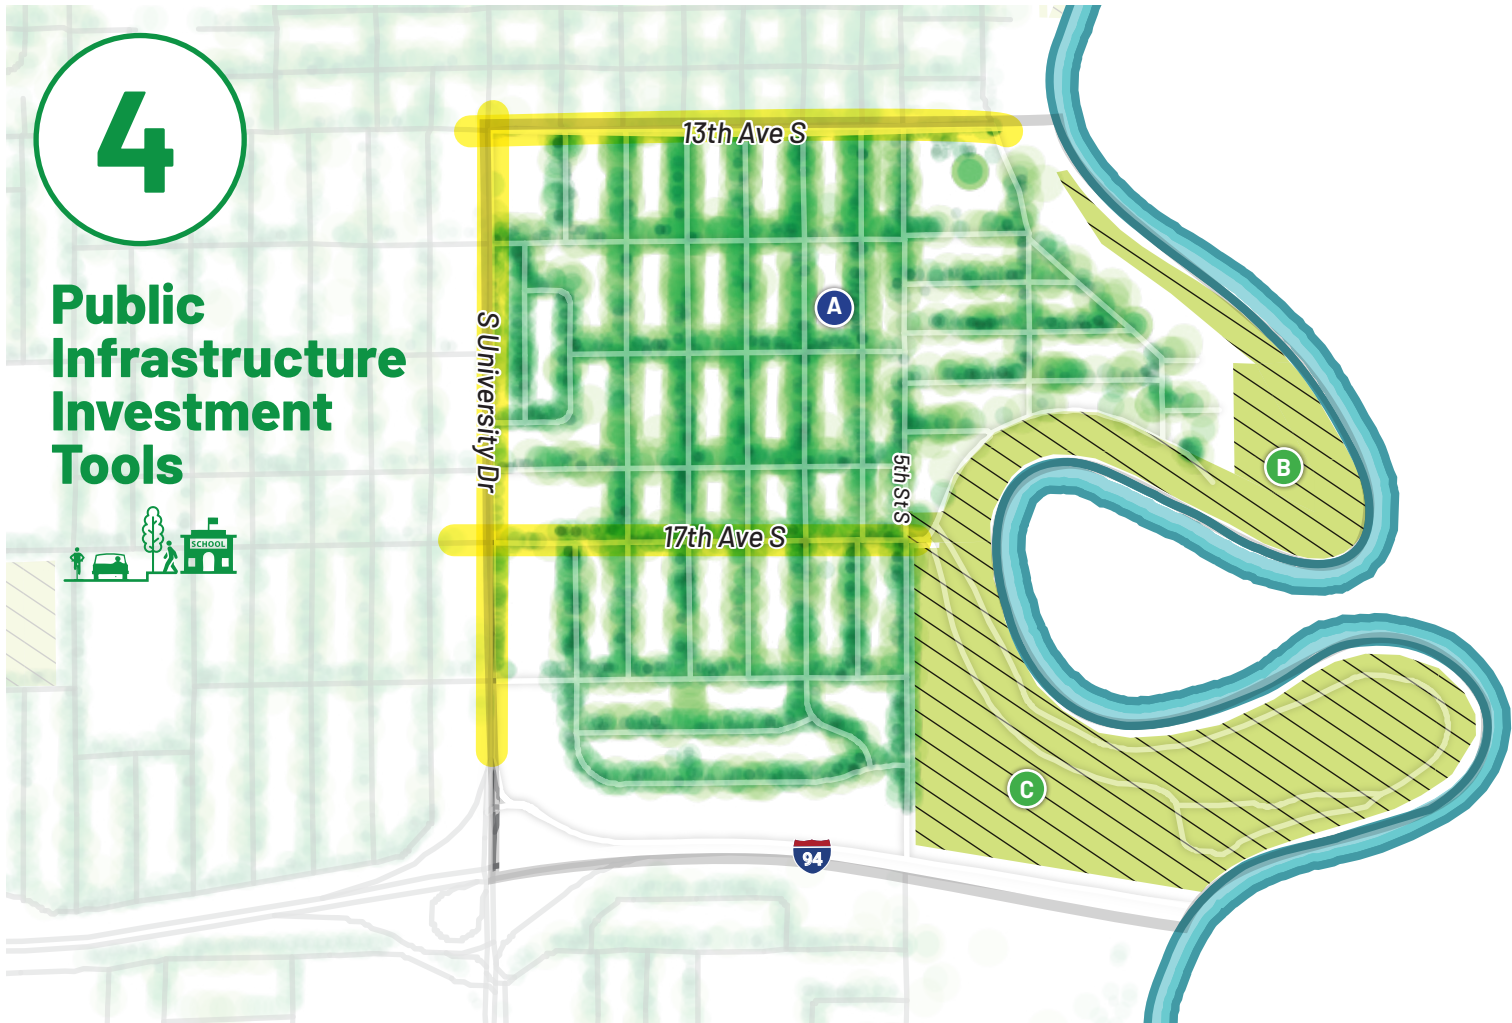 4
Public
Infrastructure
Investment
Tools
SCHOOL
13th Ave S
S University Dr
A
5th St S
B
17th Ave S
C
94